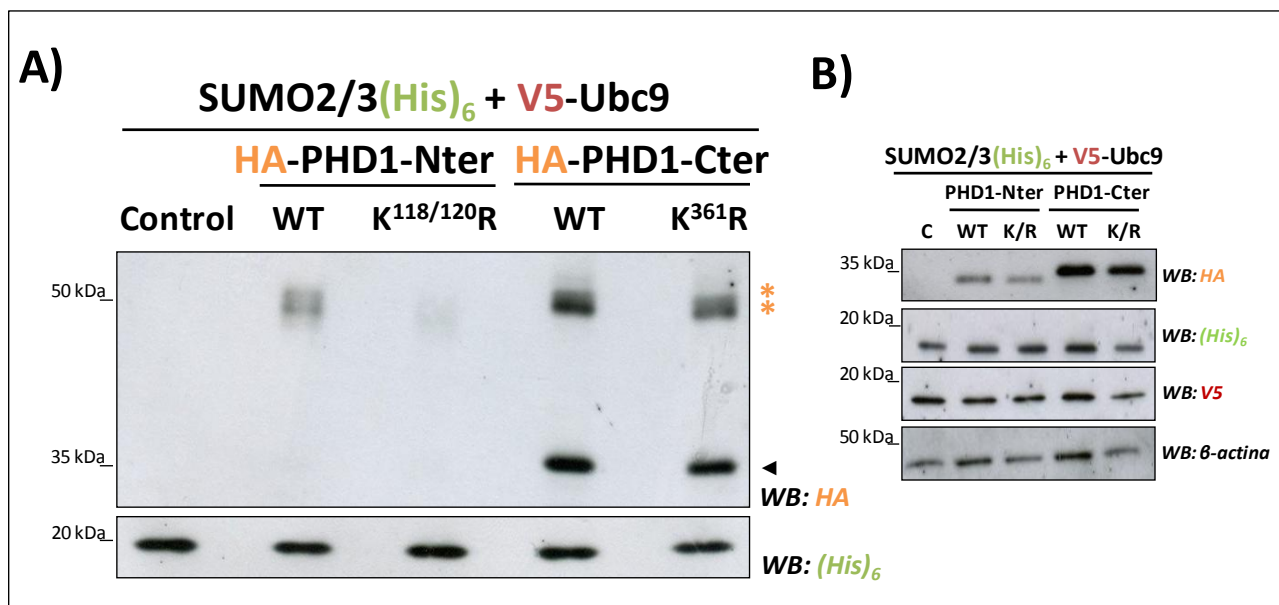 A)
SUMO2/3(His)₆ + V5-Ubc9
HA-PHD1-Nter HA-PHD1-Cter
Control WT K¹¹⁸/¹²⁰R WT K³⁶¹R
50 kDa
*
*
35 kDa
WB: HA
20 kDa
WB: (His)₆
B)
SUMO2/3(His)₆ + V5-Ubc9
PHD1-Nter PHD1-Cter
C WT K/R WT K/R
35 kDa
WB: HA
20 kDa
WB: (His)₆
20 kDa
WB: V5
50 kDa
WB: β-actina